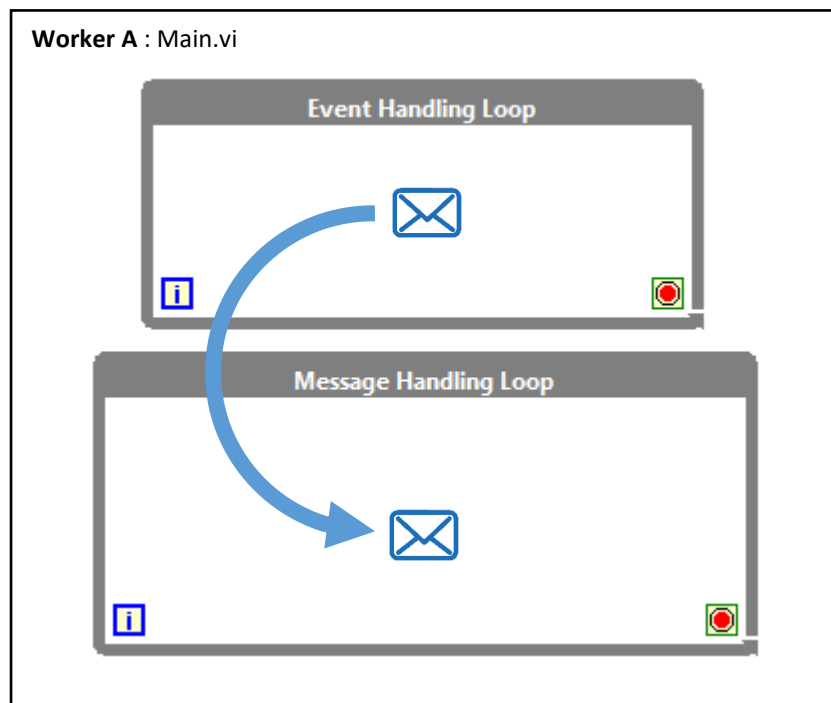 Worker A : Main.vi
Event Handling Loop
i
Message Handling Loop
i